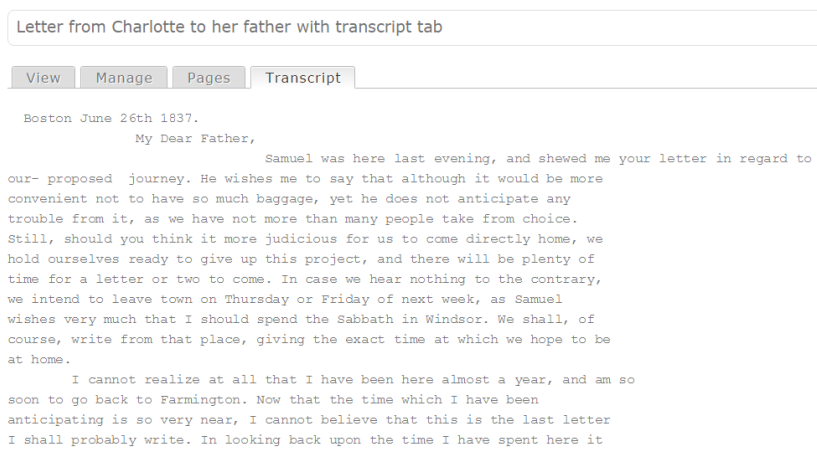 Letter from Charlotte to her father with transcript tab
View Manage Pages Transcript
Boston June 26th 1837.
My Dear Father,
Samuel was here last evening, and shewed me your letter in regard to
our- proposed journey. He wishes me to say that although it would be more
convenient not to have so much baggage, yet he does not anticipate any
trouble from it, as we have not more than many people take from choice.
Still, should you think it more judicious for us to come directly home, we
hold ourselves ready to give up this project, and there will be plenty of
time for a letter or two to come. In case we hear nothing to the contrary,
we intend to leave town on Thursday or Friday of next week, as Samuel
wishes very much that I should spend the Sabbath in Windsor. We shall, of
course, write from that place, giving the exact time at which we hope to be
at home.
I cannot realize at all that I have been here almost a year, and am so
soon to go back to Farmington. Now that the time which I have been
anticipating is so very near, I cannot believe that this is the last letter
I shall probably write. In looking back upon the time I have spent here it